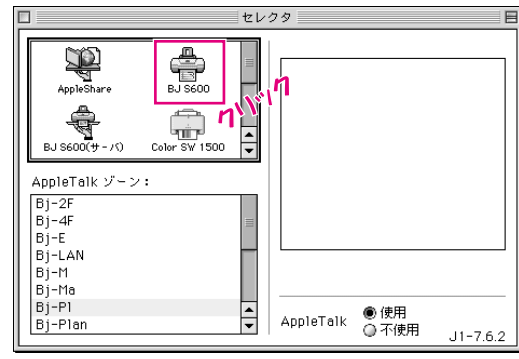 セレクタ
AppleShare
BJ S600
クリック
BJ S600(サーバ)
Color SW 1500
AppleTalk ゾーン：
Bj-2F
Bj-4F
Bj-E
Bj-LAN
Bj-M
Bj-Ma
Bj-P1
Bj-Plan
AppleTalk
使用
不使用
J1-7.6.2